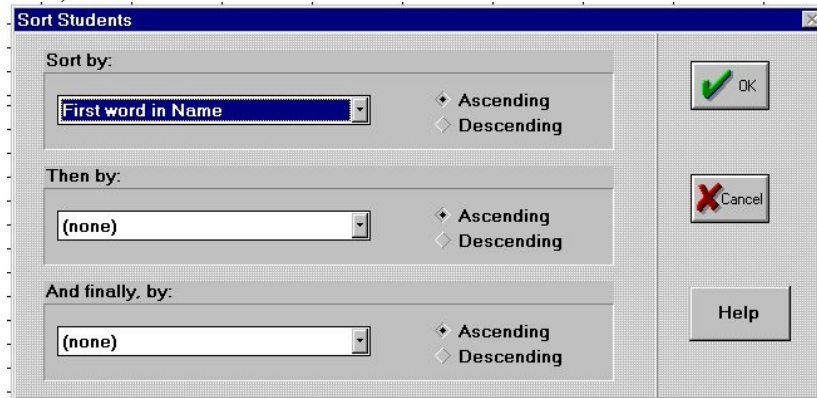 Sort Students
Sort by:
First word in Name
Ascending
Descending
OK
Then by:
(none)
Ascending
Descending
Cancel
And finally, by:
(none)
Ascending
Descending
Help